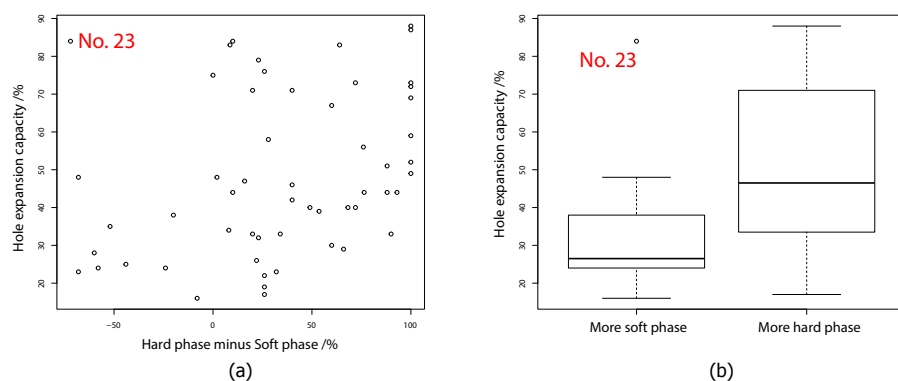 No. 23
Hole expansion capacity /%
90
80
70
60
50
40
30
20
−50
0
50
100
Hard phase minus Soft phase /%
(a)
No. 23
Hole expansion capacity /%
90
80
70
60
50
40
30
20
More soft phase
More hard phase
(b)